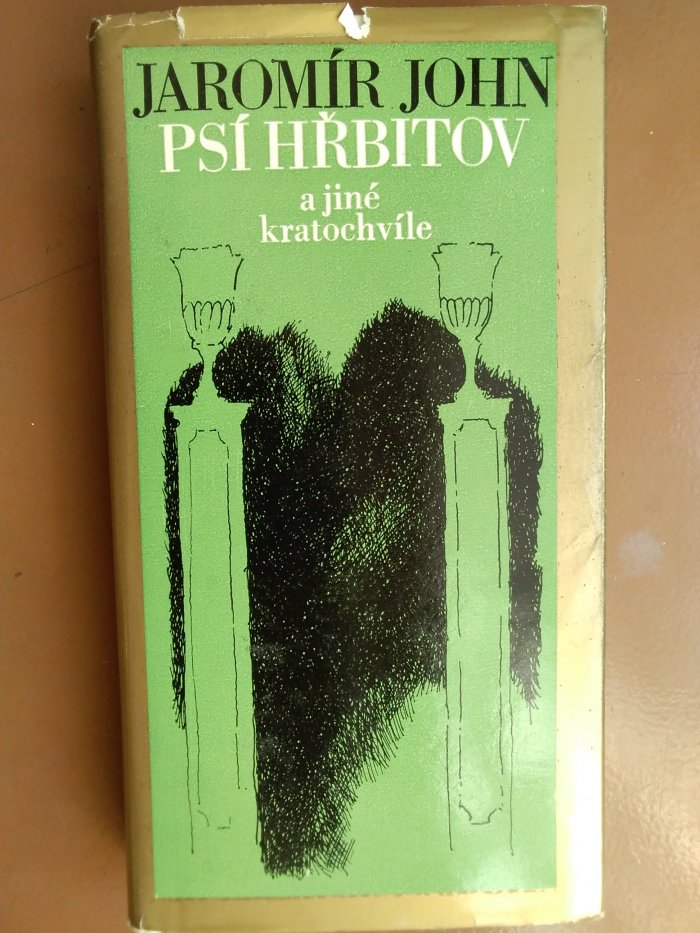 JAROMÍR JOHN
PSÍ HŘBITOV
a jiné
kratochvíle